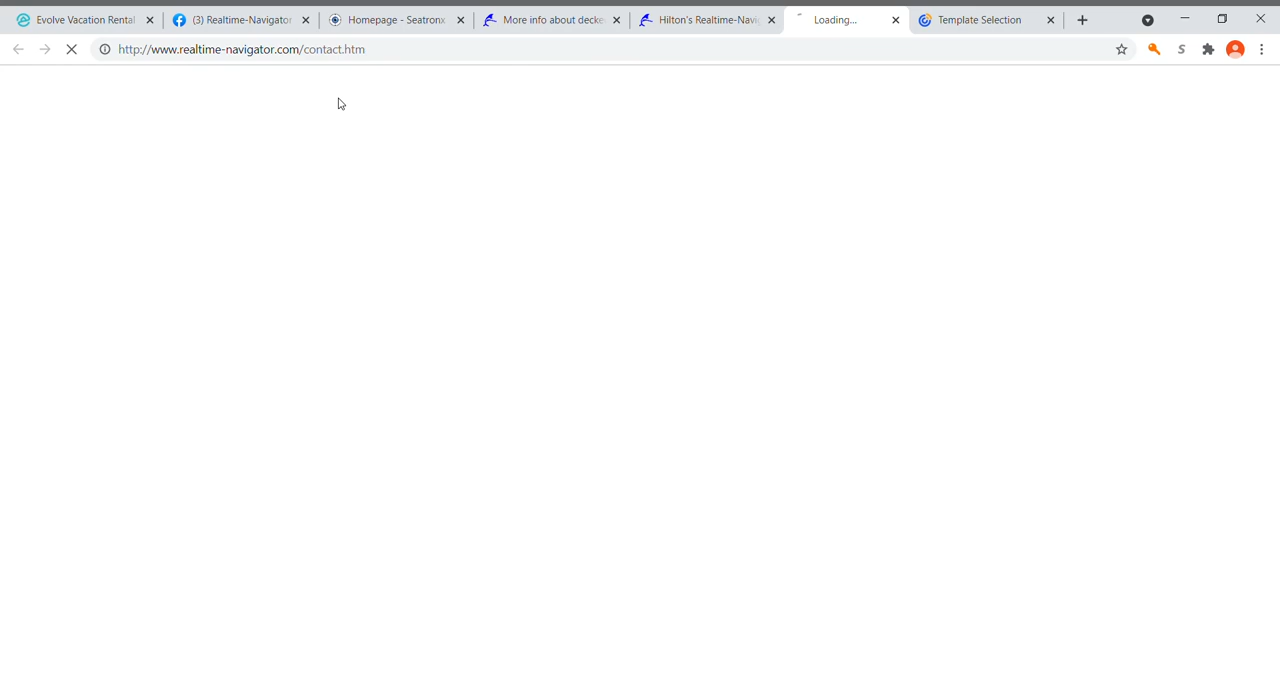 Evolve Vacation Rental
(3) Realtime-Navigator
Homepage - Seatronx
More info about decke
Hilton's Realtime-Navig
Loading...
Template Selection
http://www.realtime-navigator.com/contact.htm
S